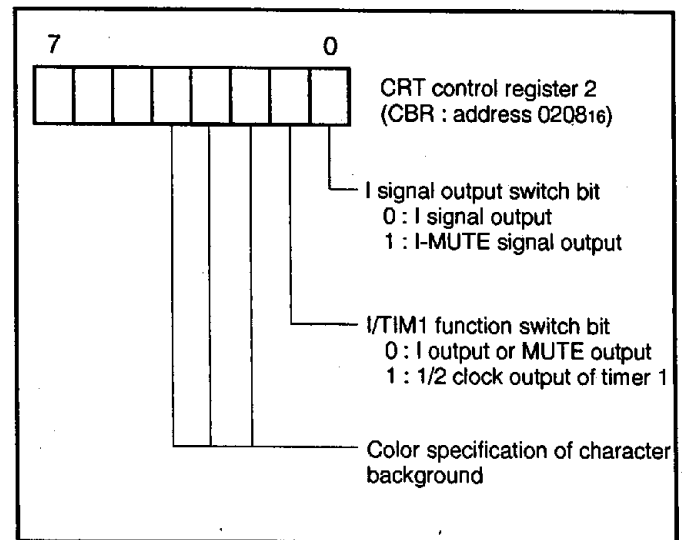 7 0
CRT control register 2
(CBR : address 0208₁₆)
I signal output switch bit
0 : I signal output
1 : I-MUTE signal output
I/TIM1 function switch bit
0 : I output or MUTE output
1 : 1/2 clock output of timer 1
Color specification of character
background